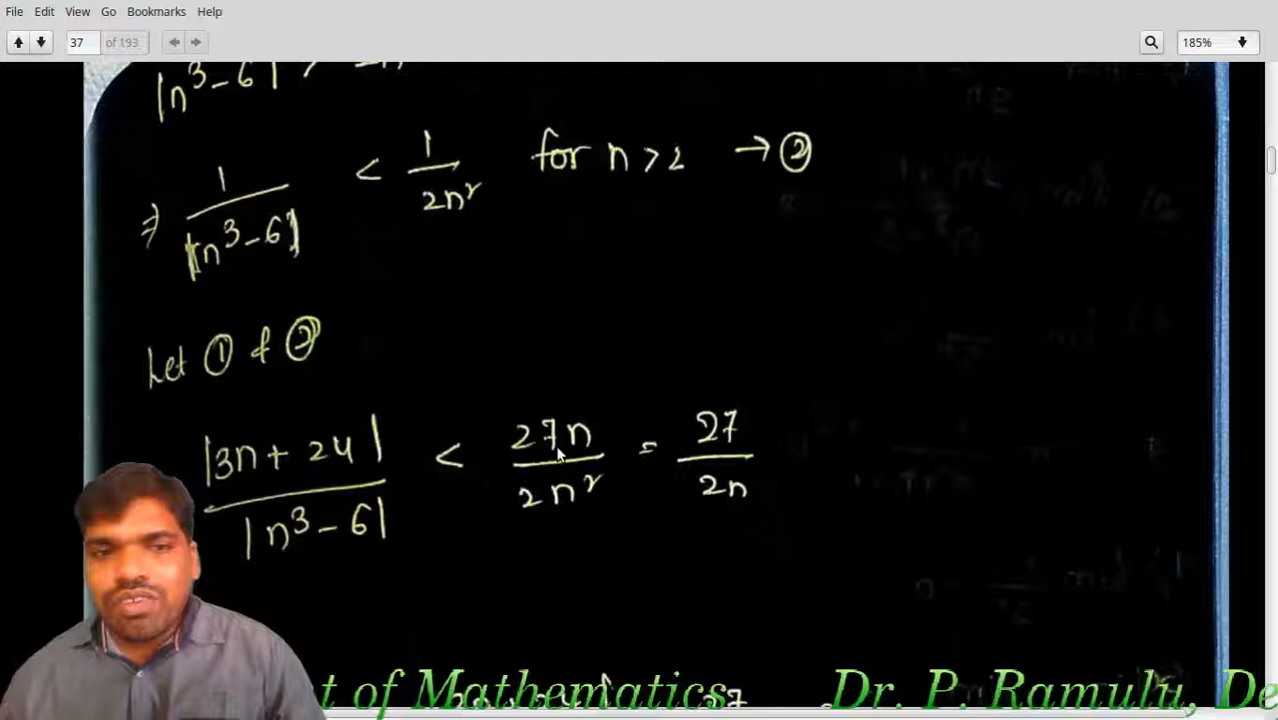 File Edit View Go Bookmarks Help
37 of 193 185%
|n³-6|
⇒ 1/|n³-6| < 1/2n² for n>2 → ②
Let ① & ②
|3n+24|/|n³-6| < 27n/2n² = 27/2n
27
t of Mathematics. Dr. P. Ramulu, De